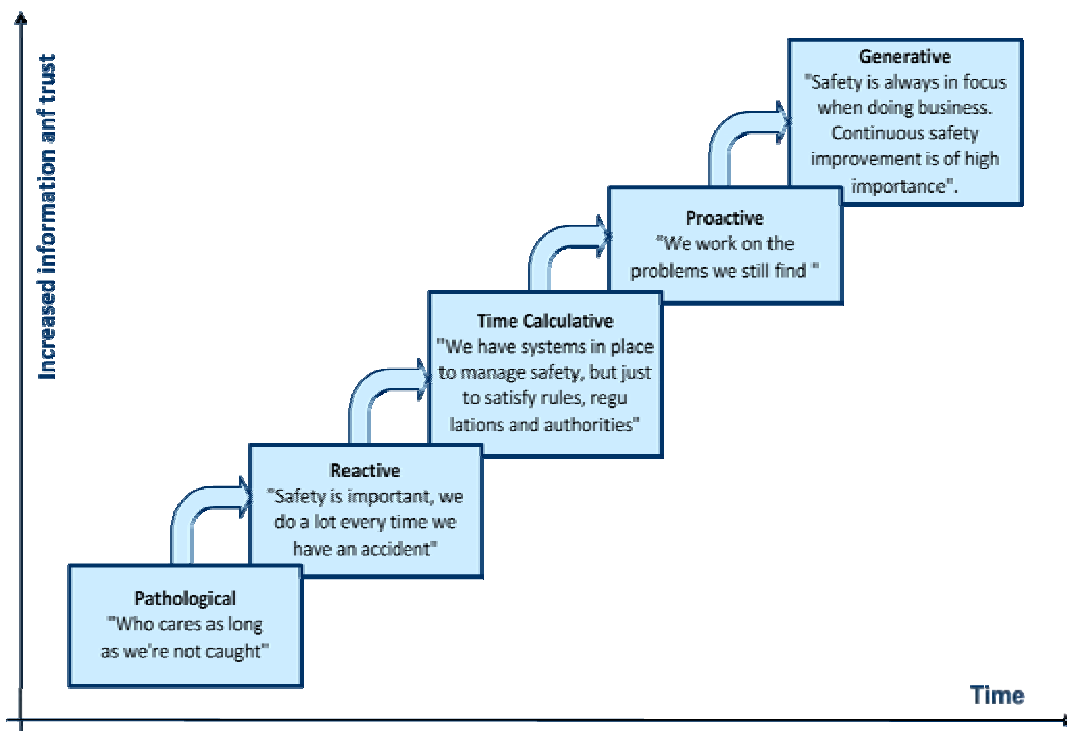 Increased information anf trust
Generative
"Safety is always in focus
when doing business.
Continuous safety
improvement is of high
importance".
Proactive
"We work on the
problems we still find "
Time Calculative
"We have systems in place
to manage safety, but just
to satisfy rules, regu
lations and authorities"
Reactive
"Safety is important, we
do a lot every time we
have an accident"
Pathological
"Who cares as long
as we're not caught"
Time